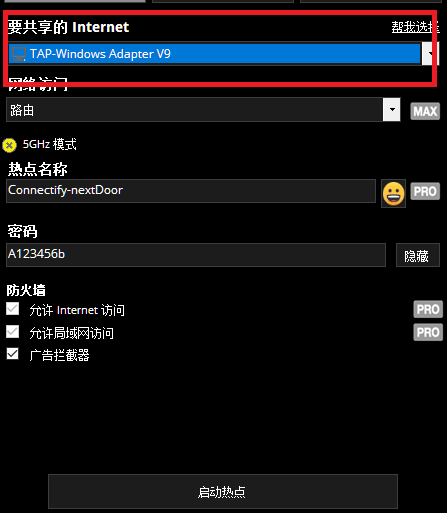 要共享的 Internet 帮我选择
TAP-Windows Adapter V9
网络访问
路由 MAX
5GHz 模式
热点名称
Connectify-nextDoor PRO
密码
A123456b 隐藏
防火墙
允许 Internet 访问 PRO
允许局域网访问 PRO
广告拦截器
启动热点